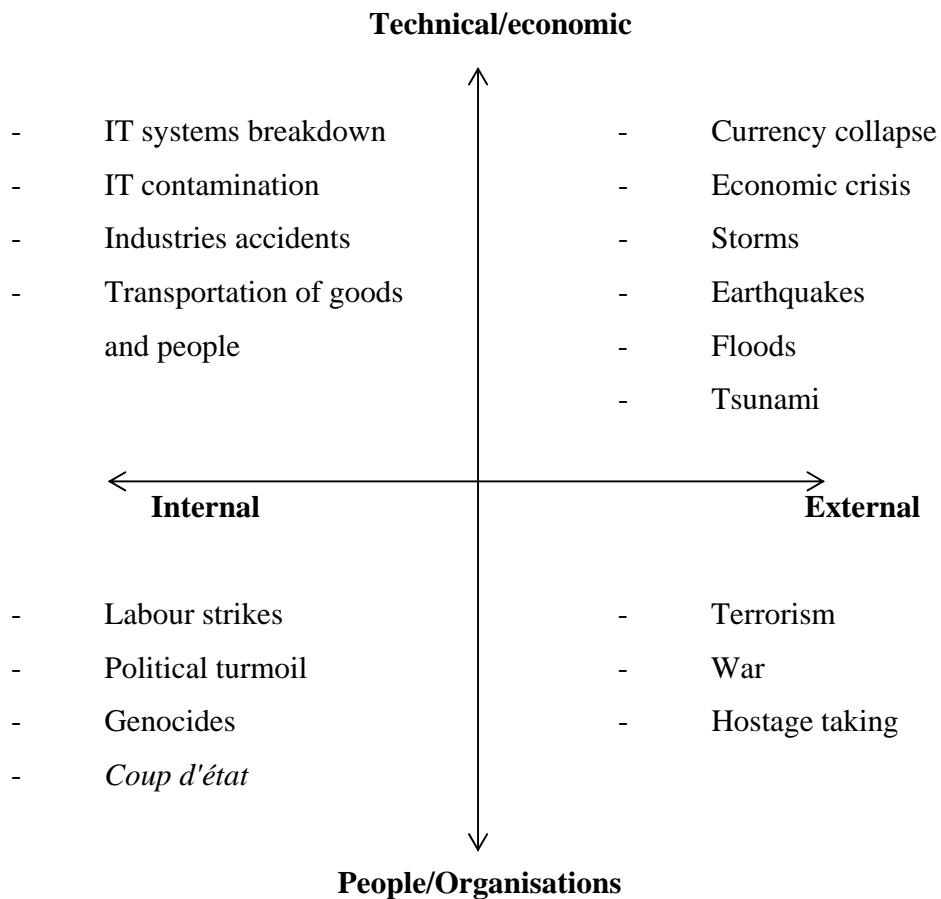 Technical/economic
- IT systems breakdown
- IT contamination
- Industries accidents
- Transportation of goods
and people
- Currency collapse
- Economic crisis
- Storms
- Earthquakes
- Floods
- Tsunami
Internal
External
- Labour strikes
- Political turmoil
- Genocides
- Coup d'état
- Terrorism
- War
- Hostage taking
People/Organisations